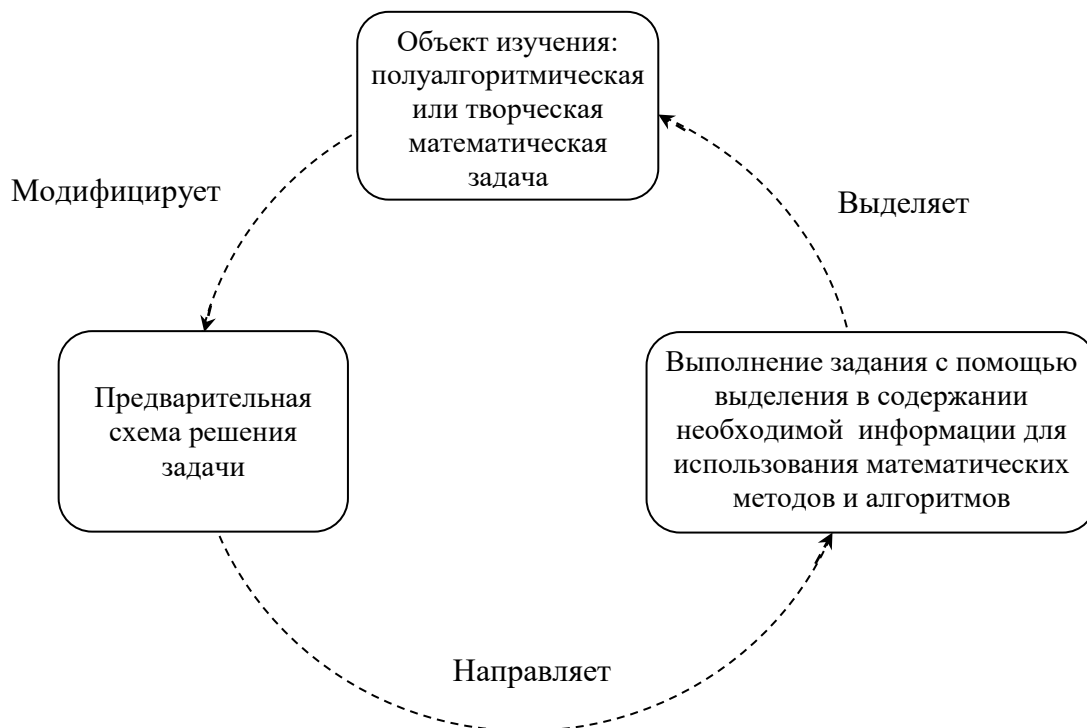 Объект изучения:
полуалгоритмическая
или творческая
математическая
задача
Модифицирует
Выделяет
Предварительная
схема решения
задачи
Выполнение задания с помощью
выделения в содержании
необходимой информации для
использования математических
методов и алгоритмов
Направляет